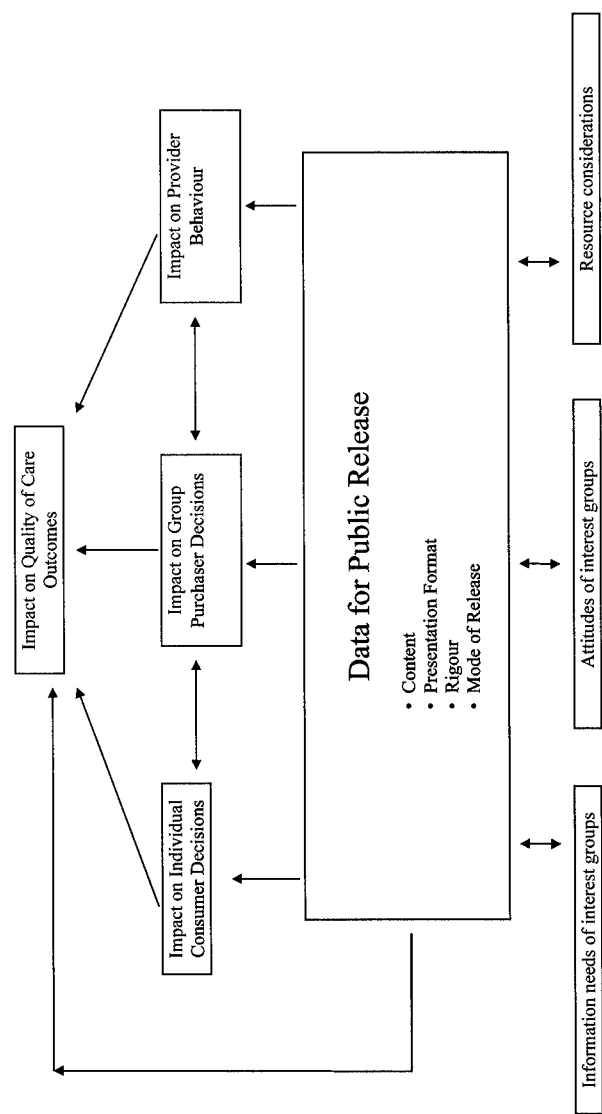 Impact on Quality of Care
Outcomes
Impact on Individual
Consumer Decisions
Impact on Group
Purchaser Decisions
Impact on Provider
Behaviour
Data for Public Release
• Content
• Presentation Format
• Rigour
• Mode of Release
Information needs of interest groups
Attitudes of interest groups
Resource considerations